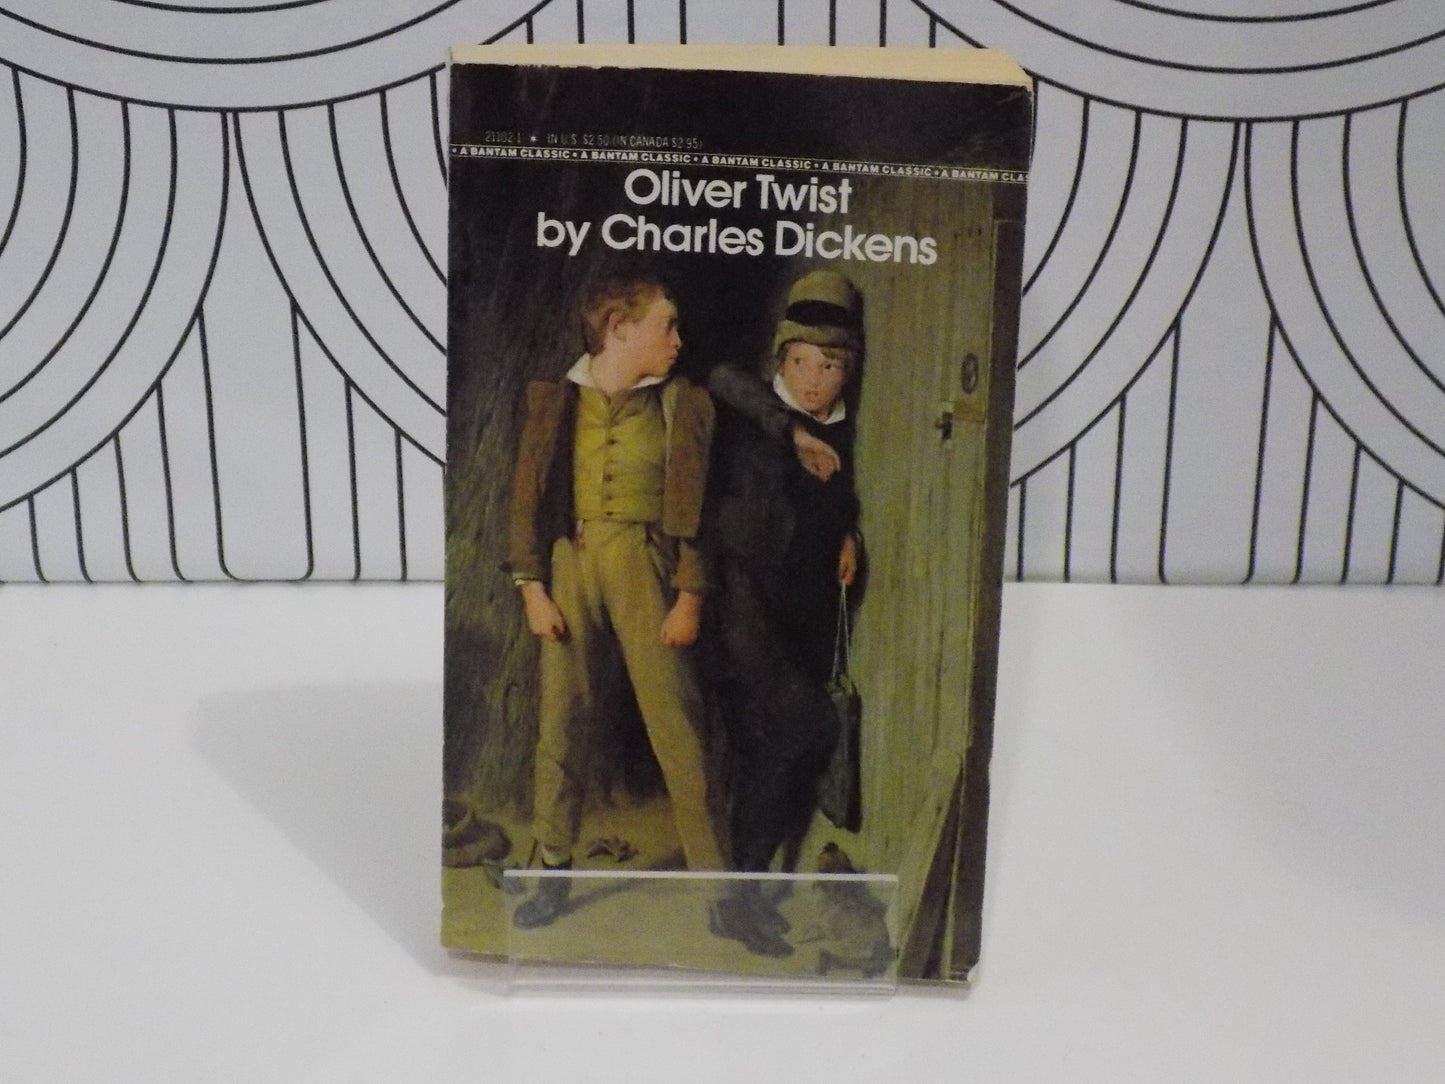 21102-1 * IN U.S. $2.50 (IN CANADA $2.95)
• A BANTAM CLASSIC • A BANTAM CLASSIC • A BANTAM CLASSIC • A BANTAM CLASSIC • A BANTAM CLAS
Oliver Twist
by Charles Dickens